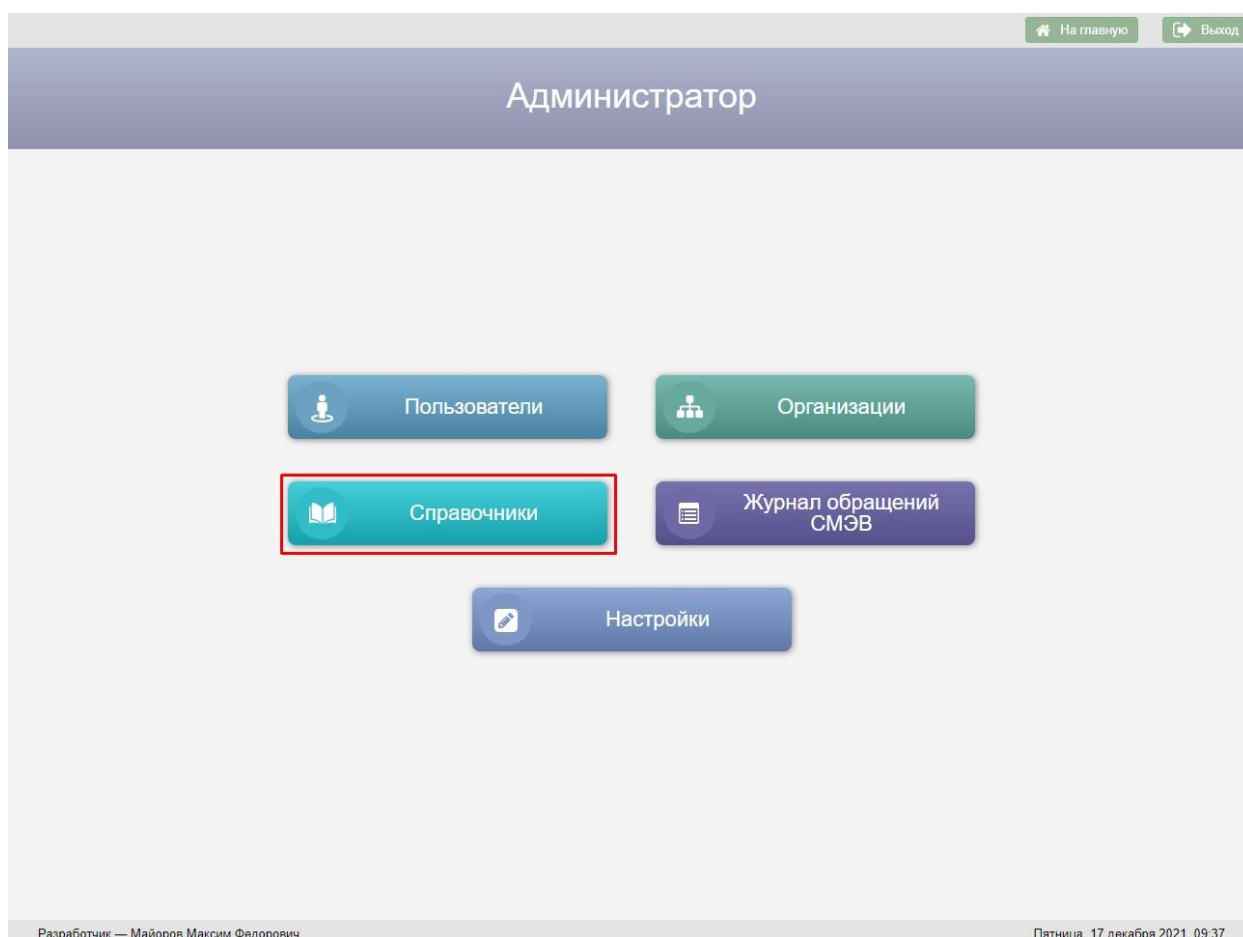 На главную
Выход
Администратор
Пользователи
Организации
Справочники
Журнал обращений
СМЭВ
Настройки
Разработчик — Майоров Максим Федорович
Пятница, 17 декабря 2021, 09:37